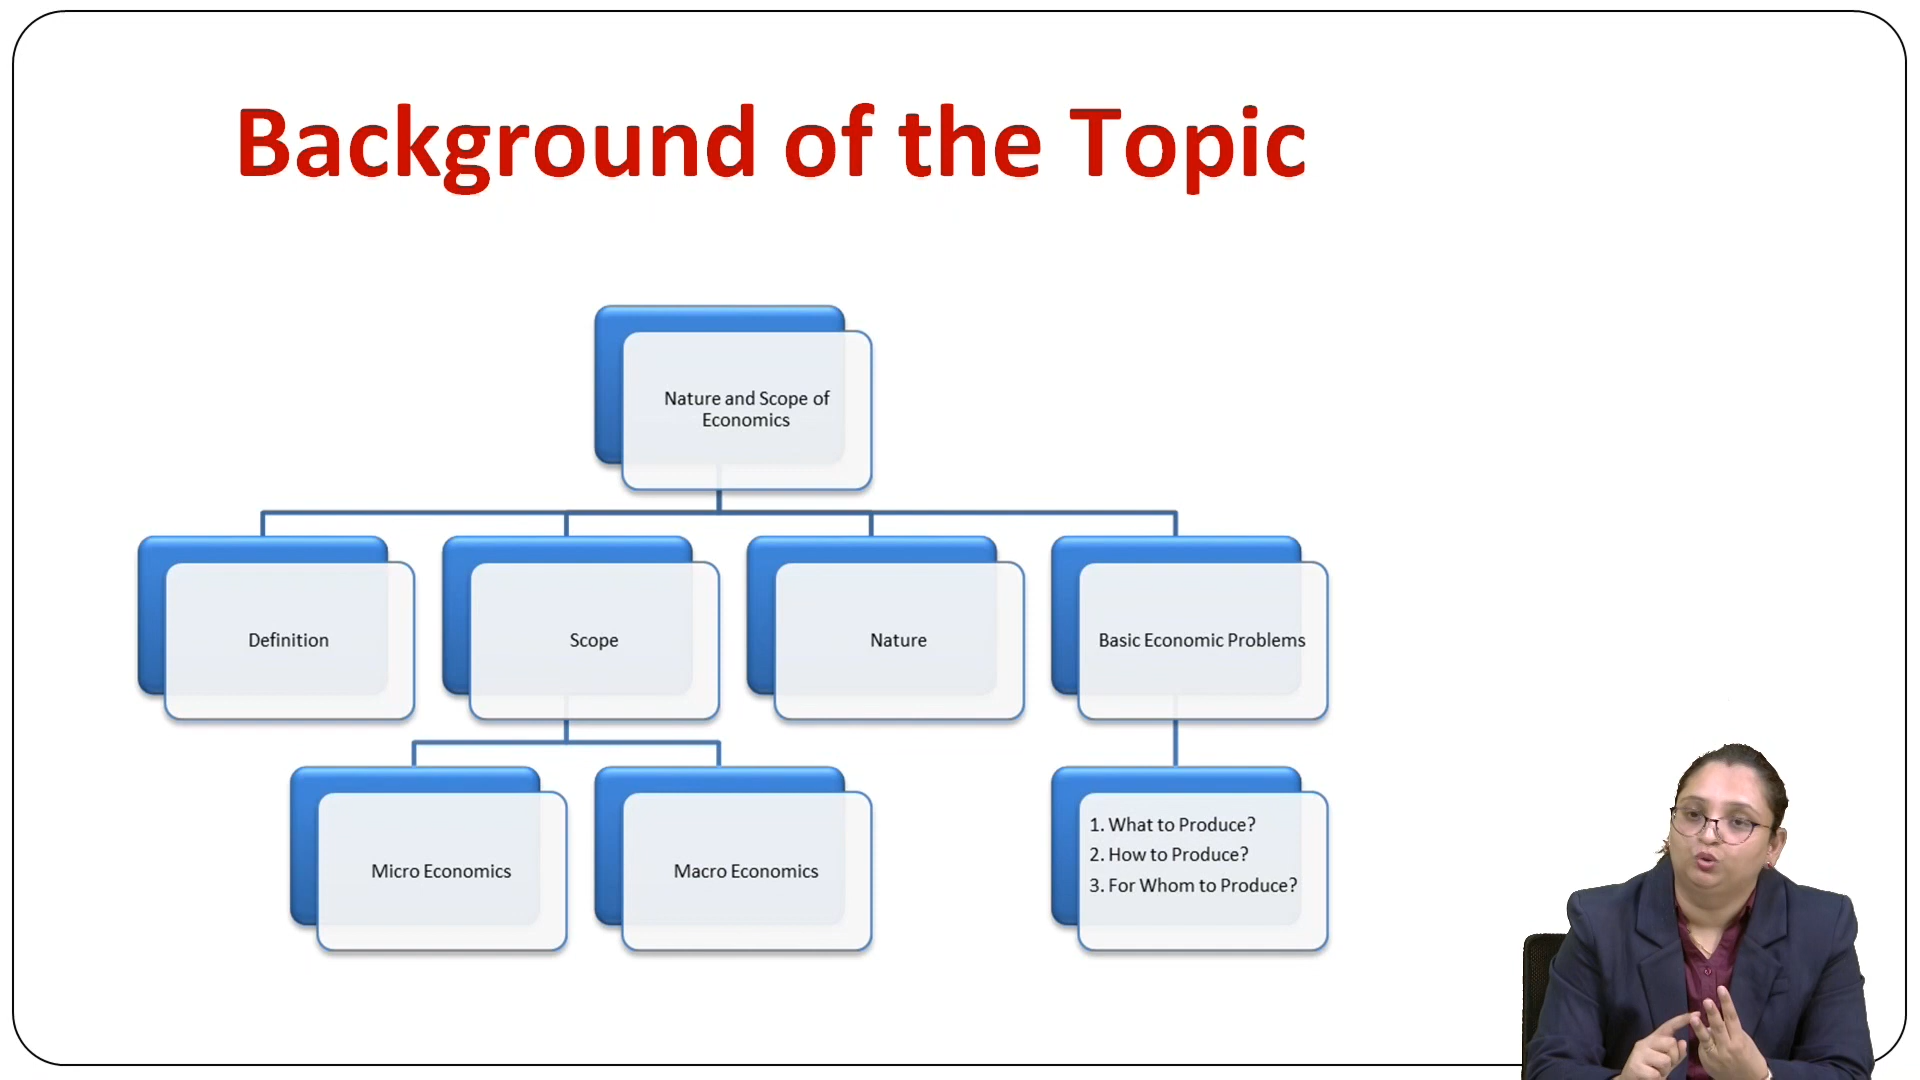 Background of the Topic
Nature and Scope of
Economics
Definition
Scope
Nature
Basic Economic Problems
Micro Economics
Macro Economics
1. What to Produce?
2. How to Produce?
3. For Whom to Produce?